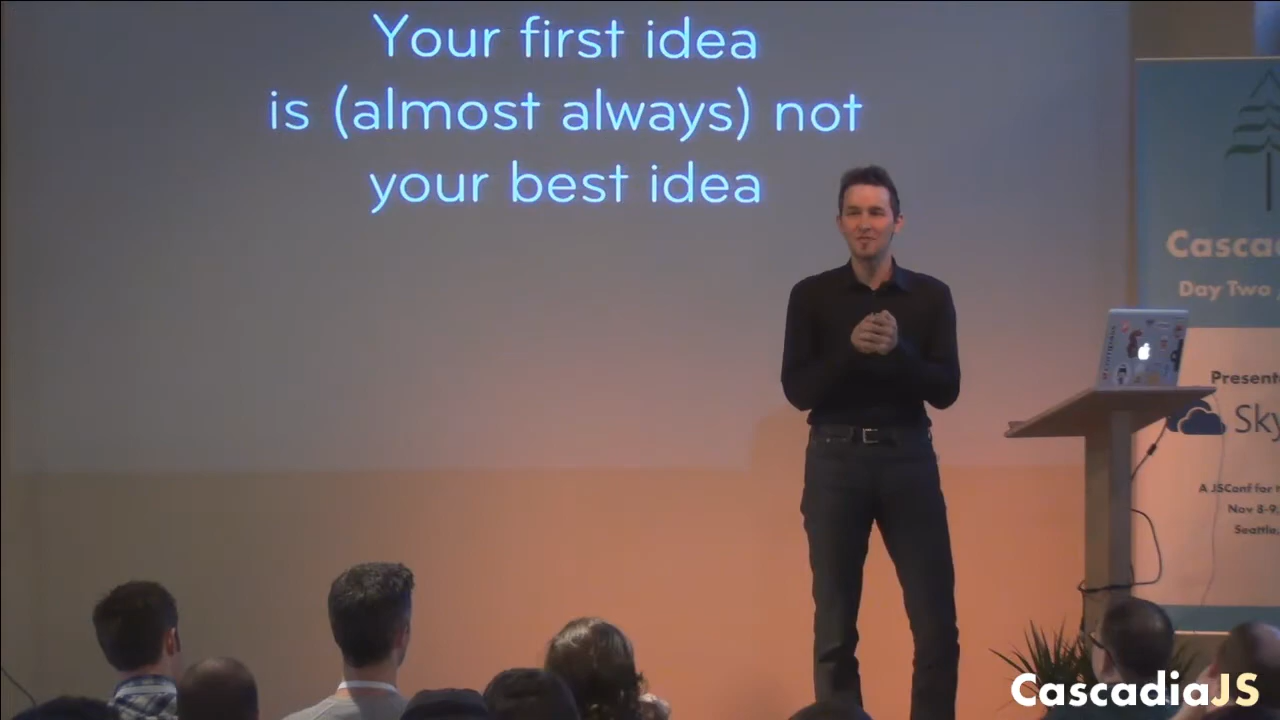 Your first idea
is (almost always) not
your best idea
Casca
Day Two
Present
Sky
A JSConf for
Nov 8-9,
Seattle,
CascadiaJS